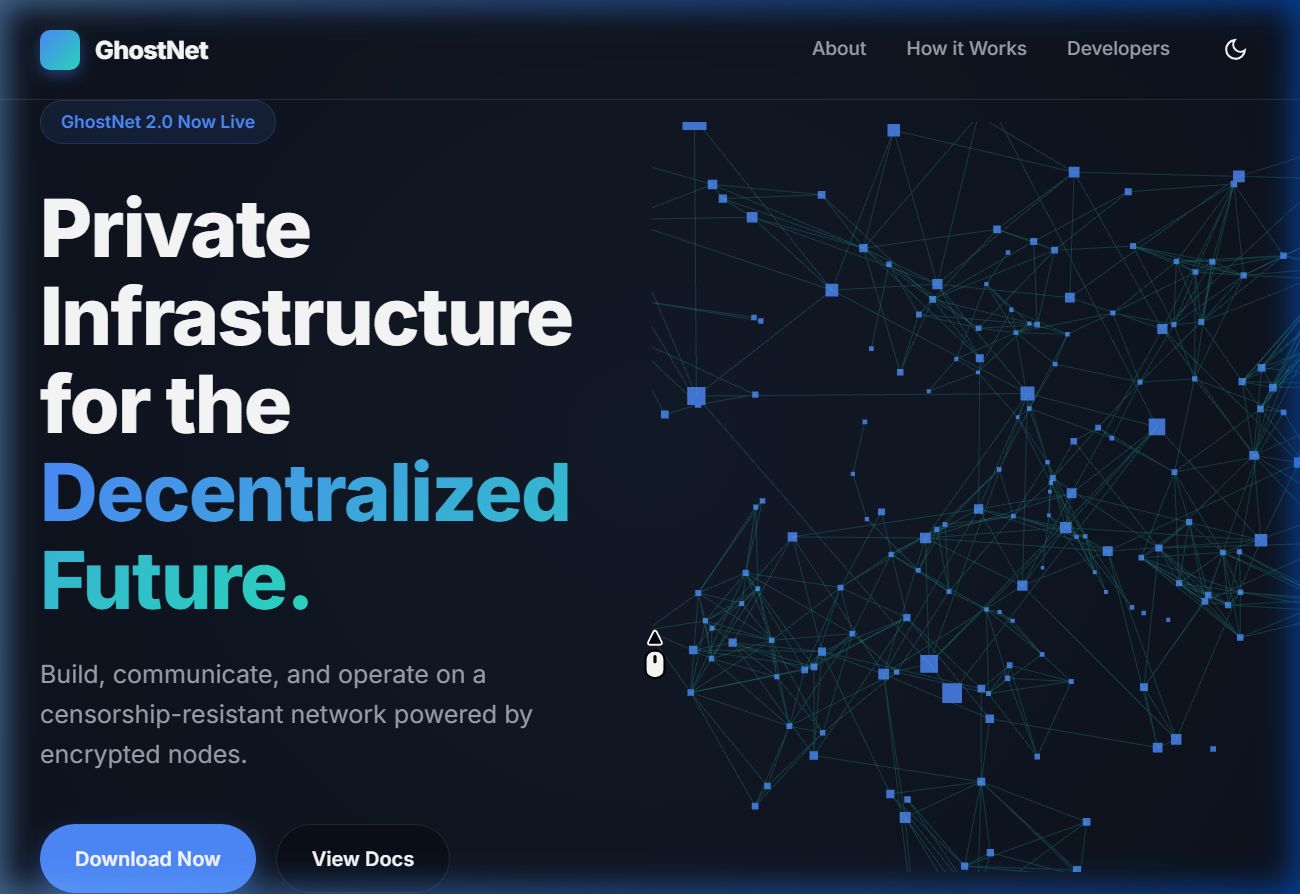 GhostNet
About
How it Works
Developers
GhostNet 2.0 Now Live
Private
Infrastructure
for the
Decentralized
Future.
Build, communicate, and operate on a
censorship-resistant network powered by
encrypted nodes.
Download Now
View Docs